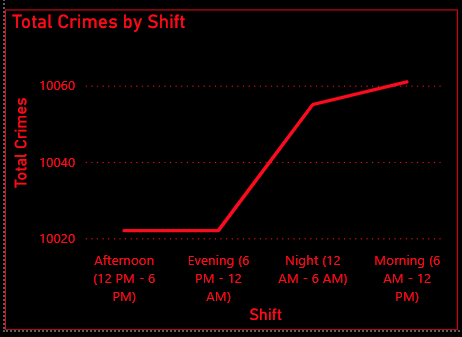 Total Crimes by Shift
10060
10040
10020
Total Crimes
Afternoon
(12 PM - 6
PM)
Evening (6
PM - 12
AM)
Night (12
AM - 6 AM)
Morning (6
AM - 12
PM)
Shift